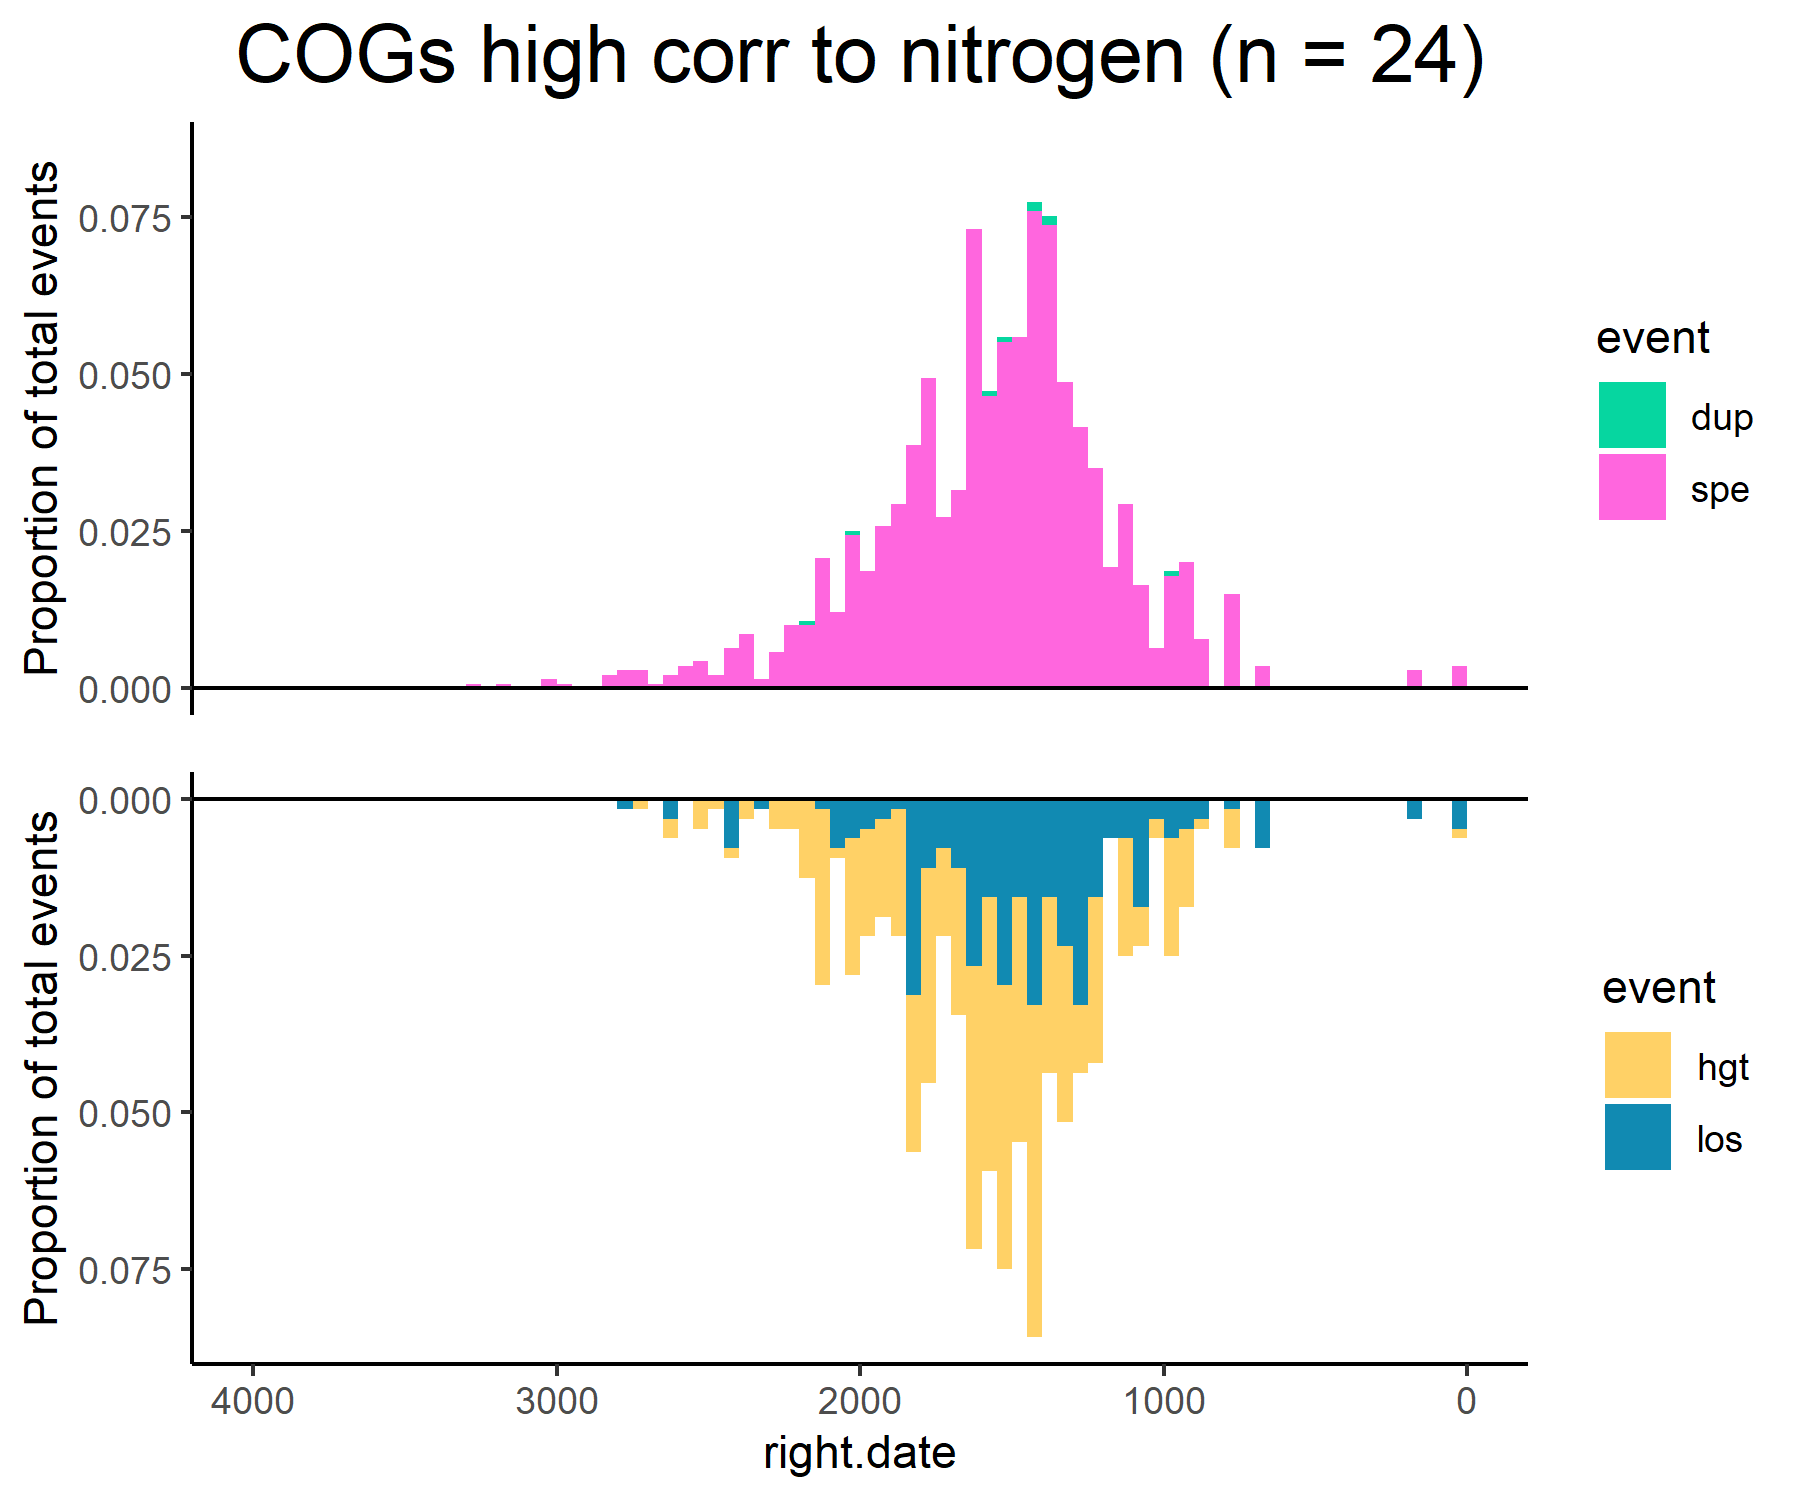 COGs high corr to nitrogen (n = 24)
Proportion of total events
0.075
0.050
0.025
0.000
event
dup
spe
Proportion of total events
0.000
0.025
0.050
0.075
event
hgt
los
4000 3000 2000 1000 0
right.date